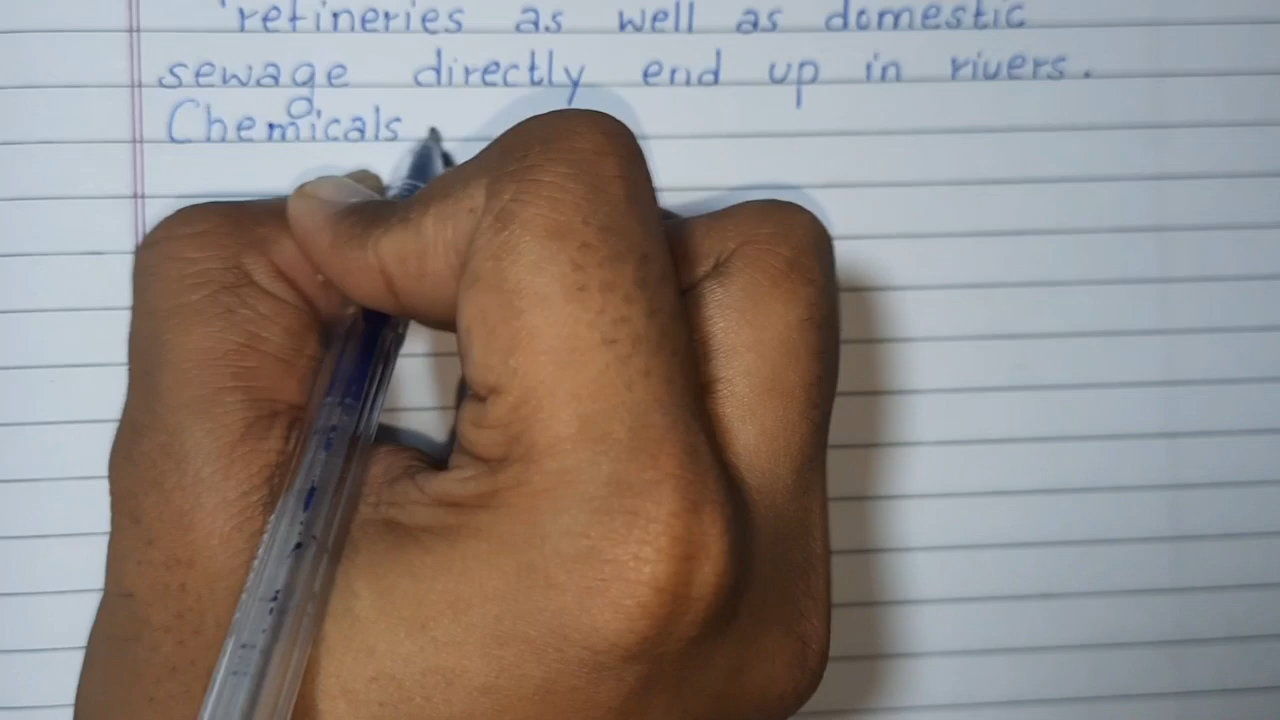 refineries as well as domestic
sewage directly end up in rivers.
Chemicals